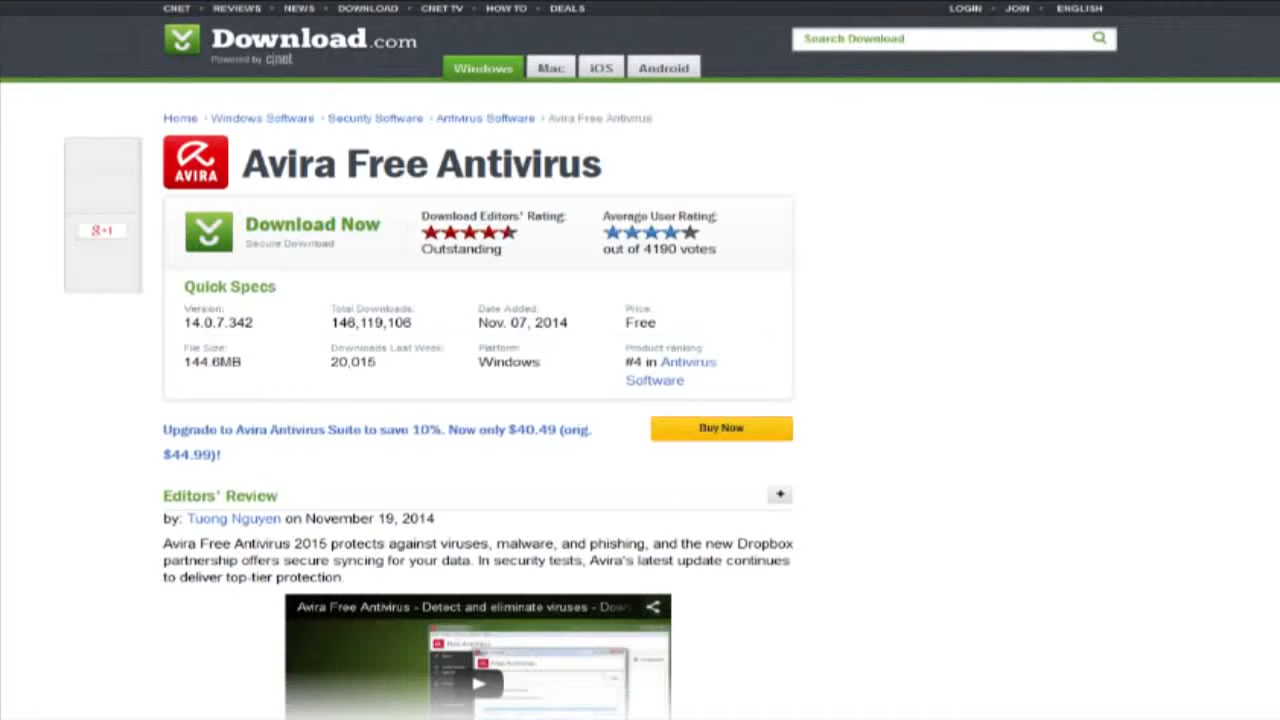 CNET REVIEWS NEWS DOWNLOAD CNET TV HOW TO DEALS LOGIN JOIN ENGLISH
Download.com
Powered by c|net
Search Download
Windows Mac iOS Android
Home Windows Software Security Software Antivirus Software Avira Free Antivirus
AVIRA
Avira Free Antivirus
Download Now
Secure Download
Download Editors' Rating:
Outstanding
Average User Rating:
out of 4190 votes
g+1
Quick Specs
Version: Total Downloads: Date Added: Price:
14.0.7.342 146,119,106 Nov. 07, 2014 Free
File Size: Downloads Last Week: Platform: Product ranking:
144.6MB 20,015 Windows #4 in Antivirus
Software
Upgrade to Avira Antivirus Suite to save 10%. Now only $40.49 (orig.
$44.99)!
Buy Now
Editors' Review +
by: Tuong Nguyen on November 19, 2014
Avira Free Antivirus 2015 protects against viruses, malware, and phishing, and the new Dropbox
partnership offers secure syncing for your data. In security tests, Avira's latest update continues
to deliver top-tier protection.
Avira Free Antivirus - Detect and eliminate viruses - Dow
Free Antivirus
Free Antivirus